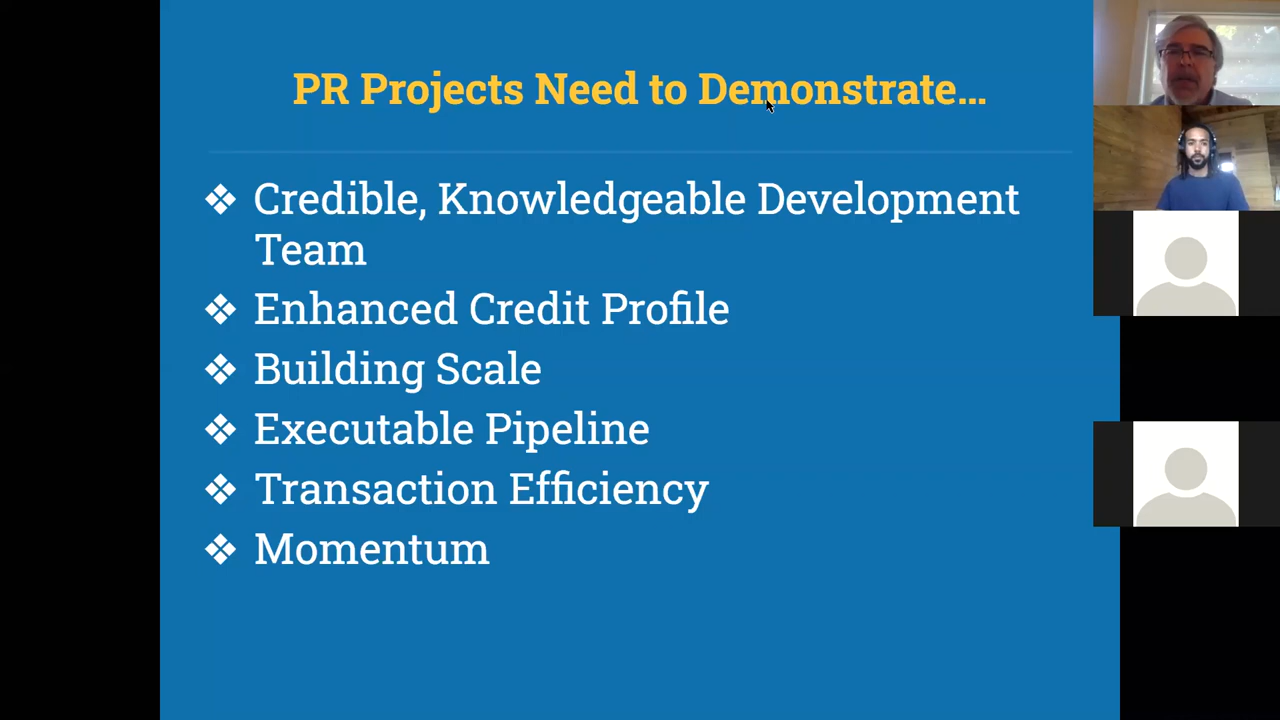 PR Projects Need to Demonstrate...
❖ Credible, Knowledgeable Development
Team
❖ Enhanced Credit Profile
❖ Building Scale
❖ Executable Pipeline
❖ Transaction Efficiency
❖ Momentum